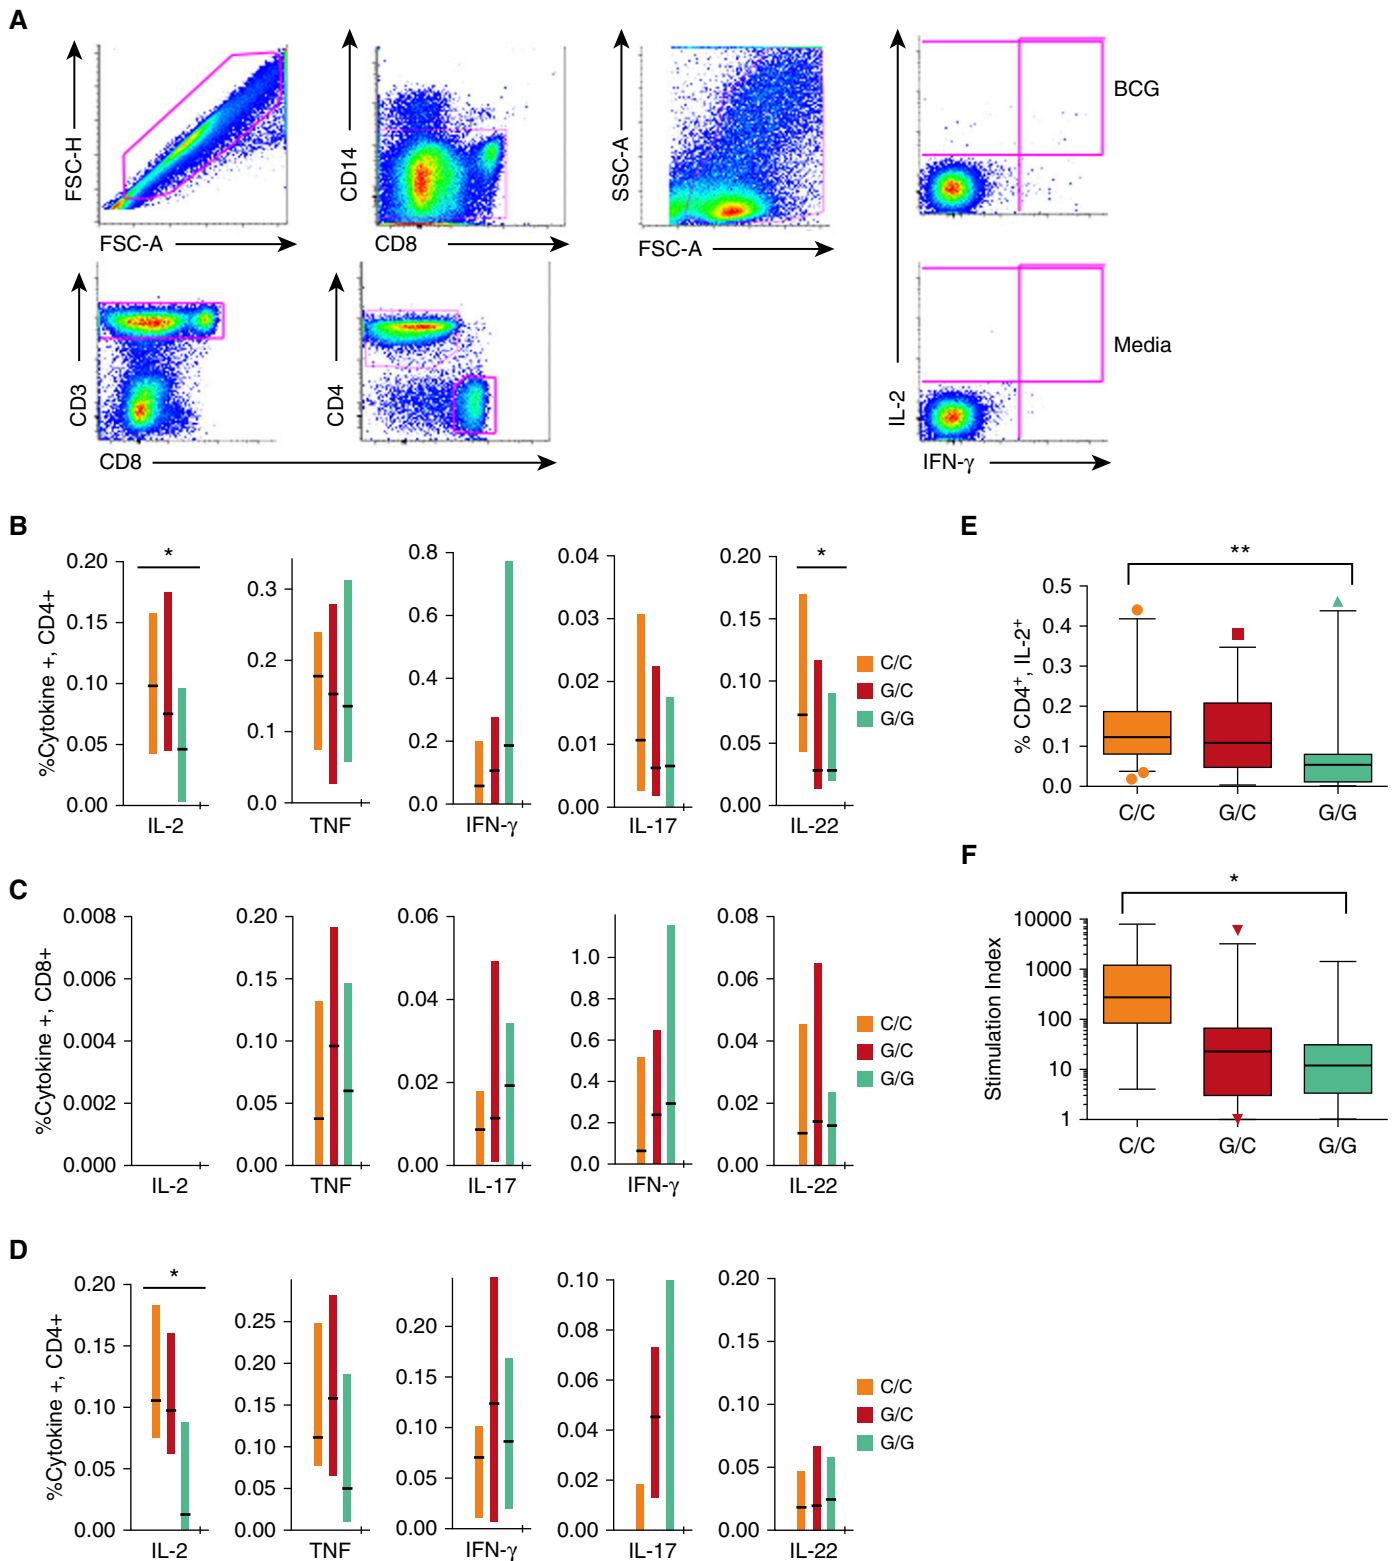 A
FSC-H
FSC-A
CD14
CD8
SSC-A
FSC-A
BCG
CD3
CD4
CD8
Media
IL-2
IFN-γ
B
%Cytokine +, CD4+
0.20
0.15
0.10
0.05
0.00
*
IL-2
0.3
0.2
0.1
0.0
TNF
0.8
0.6
0.4
0.2
0.0
IFN-γ
0.04
0.03
0.02
0.01
0.00
IL-17
0.20
0.15
0.10
0.05
0.00
*
IL-22
C/C
G/C
G/G
C
%Cytokine +, CD8+
0.008
0.006
0.004
0.002
0.000
IL-2
0.20
0.15
0.10
0.05
0.00
TNF
0.06
0.04
0.02
0.00
IL-17
1.0
0.8
0.6
0.4
0.2
0.0
IFN-γ
0.08
0.06
0.04
0.02
0.00
IL-22
C/C
G/C
G/G
D
%Cytokine +, CD4+
0.20
0.15
0.10
0.05
0.00
*
IL-2
0.25
0.20
0.15
0.10
0.05
0.00
TNF
0.20
0.15
0.10
0.05
0.00
IFN-γ
0.10
0.08
0.06
0.04
0.02
0.00
IL-17
0.20
0.15
0.10
0.05
0.00
IL-22
C/C
G/C
G/G
E
**
% CD4⁺, IL-2⁺
0.5
0.4
0.3
0.2
0.1
0.0
C/C
G/C
G/G
F
*
Stimulation Index
10000
1000
100
10
1
C/C
G/C
G/G